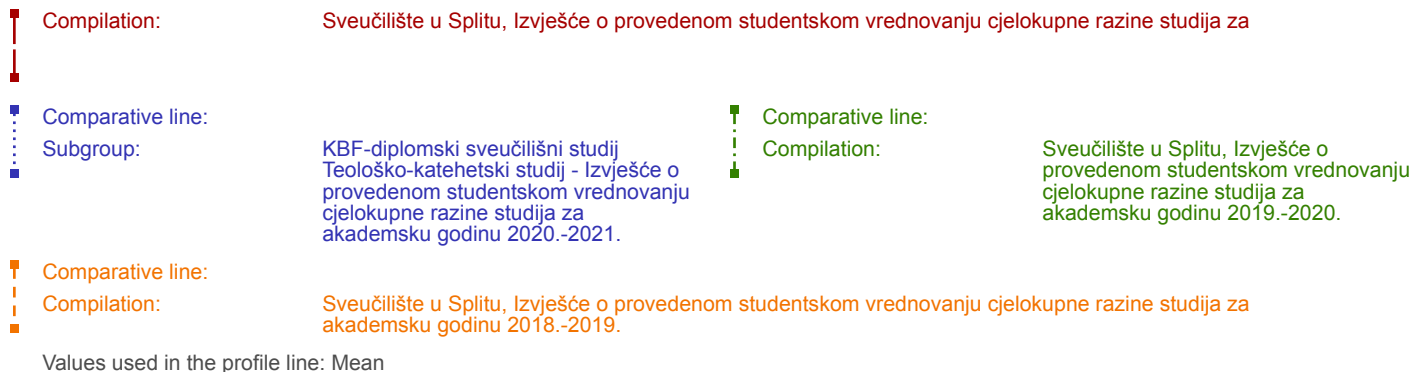 Compilation: Sveučilište u Splitu, Izvješće o provedenom studentskom vrednovanju cjelokupne razine studija za
Comparative line:
Subgroup: KBF-diplomski sveučilišni studij
Teološko-katehetski studij - Izvješće o
provedenom studentskom vrednovanju
cjelokupne razine studija za
akademsku godinu 2020.-2021.
Comparative line:
Compilation: Sveučilište u Splitu, Izvješće o
provedenom studentskom vrednovanju
cjelokupne razine studija za
akademsku godinu 2019.-2020.
Comparative line:
Compilation: Sveučilište u Splitu, Izvješće o provedenom studentskom vrednovanju cjelokupne razine studija za
akademsku godinu 2018.-2019.
Values used in the profile line: Mean